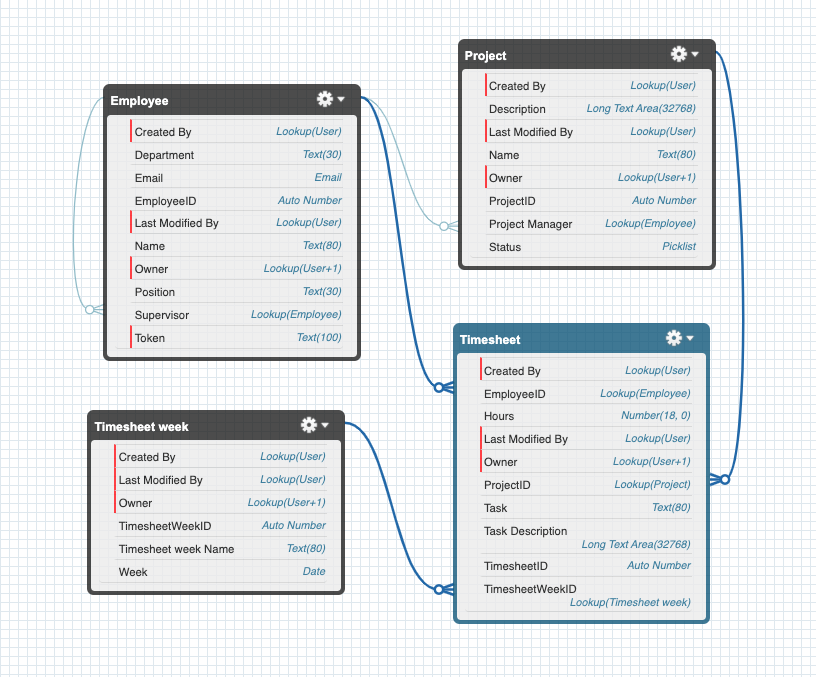 Employee
Created By Lookup(User)
Department Text(30)
Email Email
EmployeeID Auto Number
Last Modified By Lookup(User)
Name Text(80)
Owner Lookup(User+1)
Position Text(30)
Supervisor Lookup(Employee)
Token Text(100)
Project
Created By Lookup(User)
Description Long Text Area(32768)
Last Modified By Lookup(User)
Name Text(80)
Owner Lookup(User+1)
ProjectID Auto Number
Project Manager Lookup(Employee)
Status Picklist
Timesheet week
Created By Lookup(User)
Last Modified By Lookup(User)
Owner Lookup(User+1)
TimesheetWeekID Auto Number
Timesheet week Name Text(80)
Week Date
Timesheet
Created By Lookup(User)
EmployeeID Lookup(Employee)
Hours Number(18, 0)
Last Modified By Lookup(User)
Owner Lookup(User+1)
ProjectID Lookup(Project)
Task Text(80)
Task Description
Long Text Area(32768)
TimesheetID Auto Number
TimesheetWeekID
Lookup(Timesheet week)